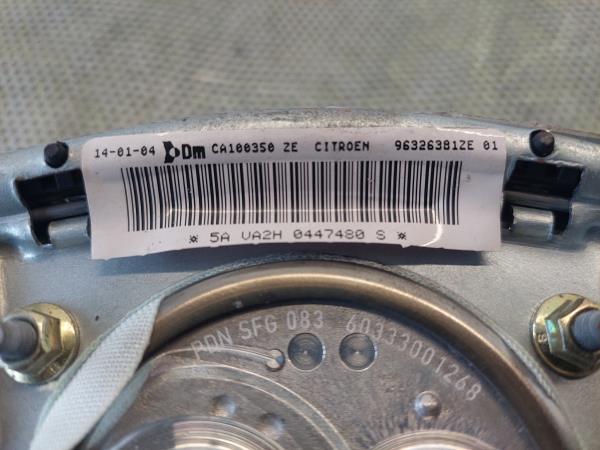 14-01-04 Dm CA100350 ZE CITROEN 96326381ZE 01
¤ 5A VA2H 0447480 S ¤
PDN SFG 083 60333001268